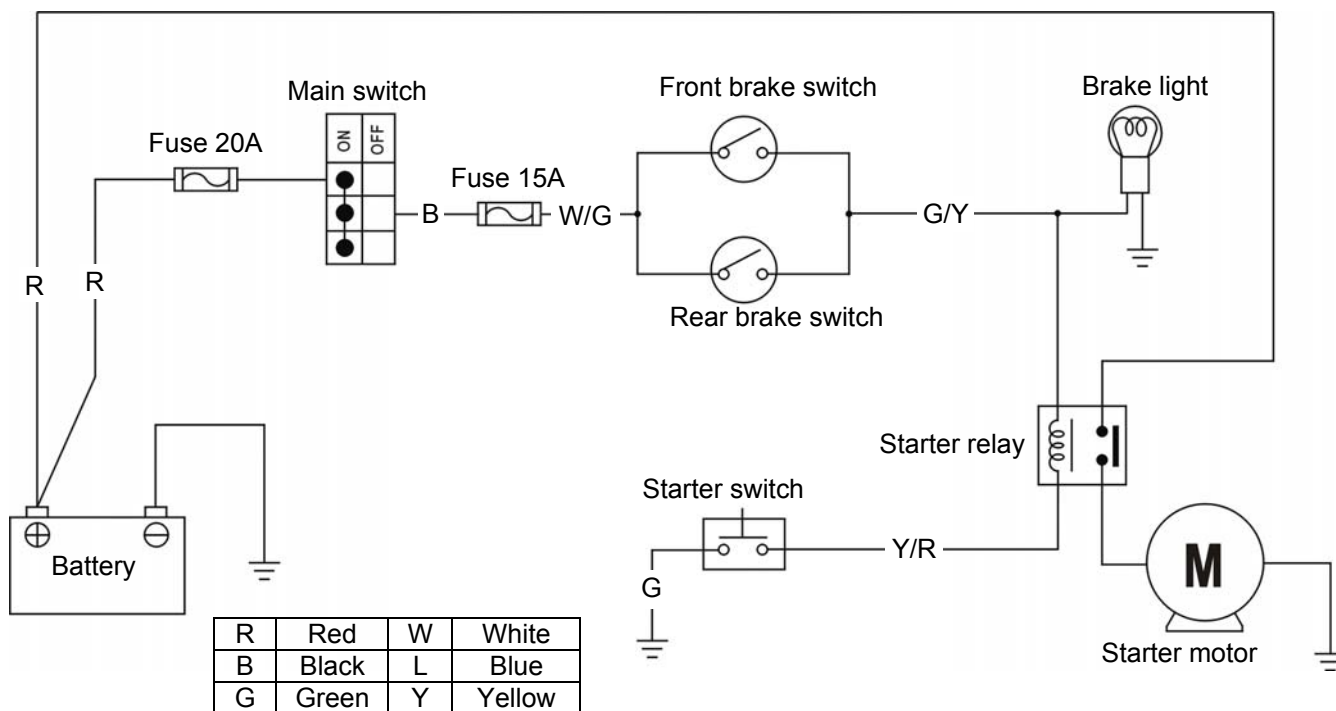 Main switch
Front brake switch
Brake light
Fuse 20A
ON
OFF
Fuse 15A
B
W/G
G/Y
R
R
Rear brake switch
Starter relay
Starter switch
Battery
Y/R
M
G
Starter motor
R Red W White
B Black L Blue
G Green Y Yellow